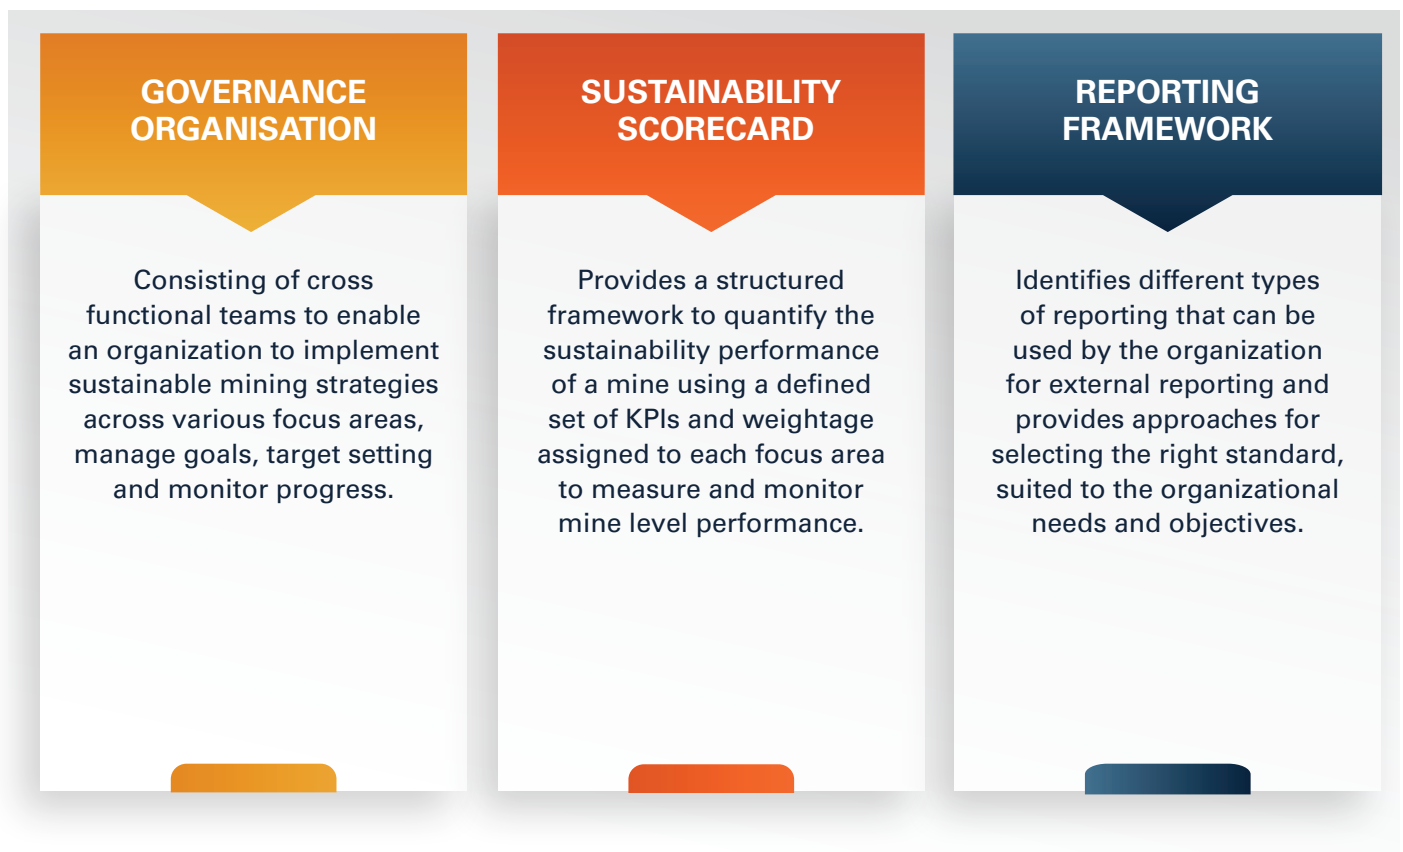 GOVERNANCE
ORGANISATION
Consisting of cross
functional teams to enable
an organization to implement
sustainable mining strategies
across various focus areas,
manage goals, target setting
and monitor progress.
SUSTAINABILITY
SCORECARD
Provides a structured
framework to quantify the
sustainability performance
of a mine using a defined
set of KPIs and weightage
assigned to each focus area
to measure and monitor
mine level performance.
REPORTING
FRAMEWORK
Identifies different types
of reporting that can be
used by the organization
for external reporting and
provides approaches for
selecting the right standard,
suited to the organizational
needs and objectives.